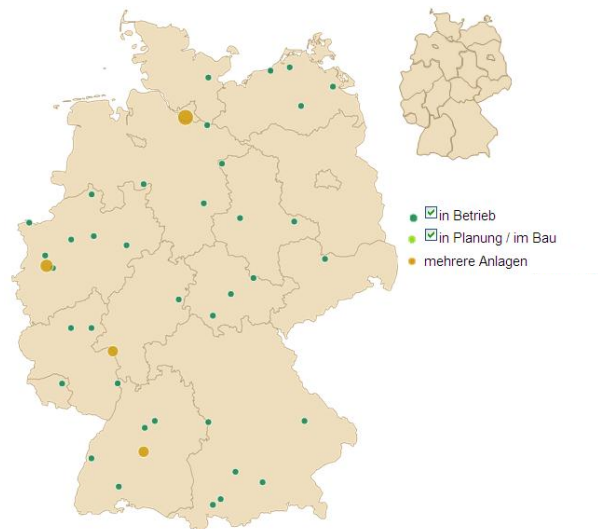 in Betrieb
in Planung / im Bau
mehrere Anlagen